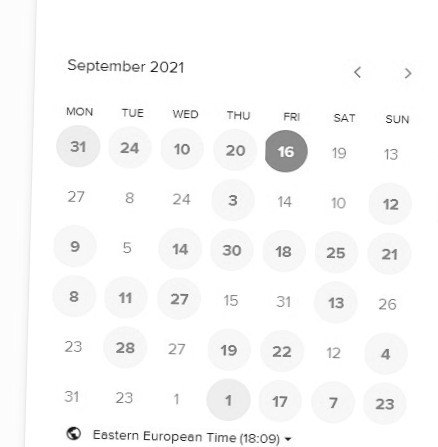 September 2021
MON TUE WED THU FRI SAT SUN
31 24 10 20 16 19 13
27 8 24 3 14 10 12
9 5 14 30 18 25 21
8 11 27 15 31 13 26
23 28 27 19 22 12 4
31 23 1 1 17 7 23
Eastern European Time (18:09)